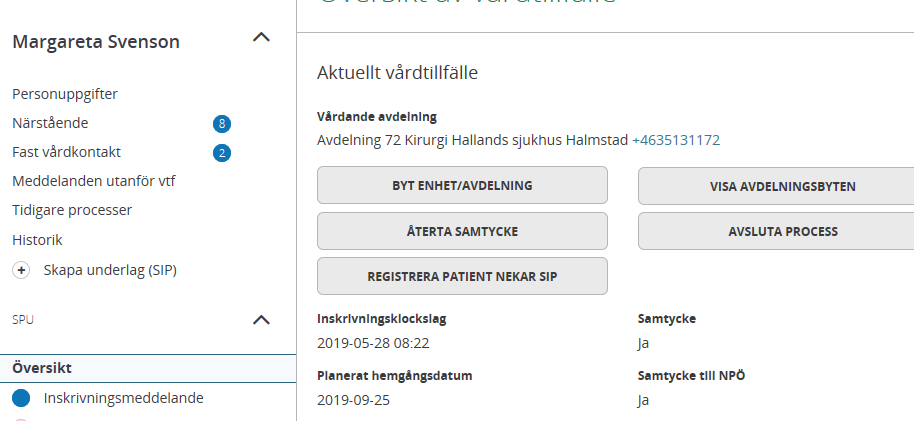 Översikt av vårdtillfälle
Margareta Svenson
Personuppgifter
Närstående 8
Fast vårdkontakt 2
Meddelanden utanför vtf
Tidigare processer
Historik
+ Skapa underlag (SIP)
SPU
Översikt
Inskrivningsmeddelande
Aktuellt vårdtillfälle
Vårdande avdelning
Avdelning 72 Kirurgi Hallands sjukhus Halmstad +4635131172
BYT ENHET/AVDELNING
VISA AVDELNINGSBYTEN
ÅTERTA SAMTYCKE
AVSLUTA PROCESS
REGISTRERA PATIENT NEKAR SIP
Inskrivningsklockslag
2019-05-28 08:22
Samtycke
Ja
Planerat hemgångsdatum
2019-09-25
Samtycke till NPÖ
Ja